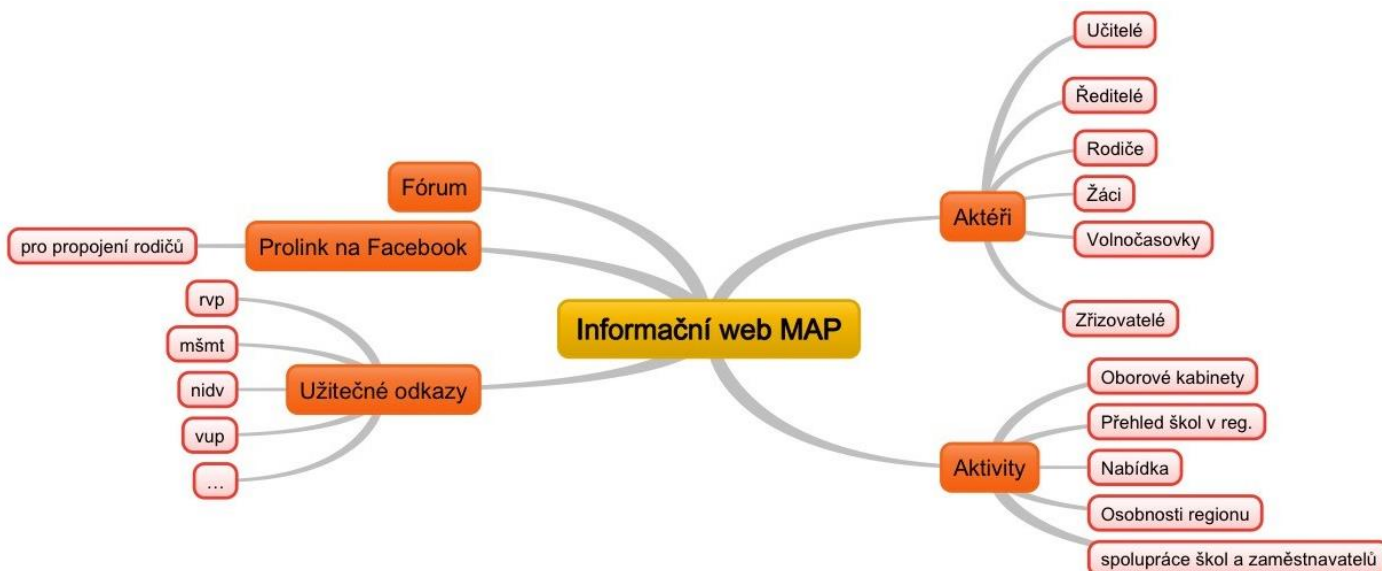 Informační web MAP
Fórum
Prolink na Facebook
pro propojení rodičů
Užitečné odkazy
rvp
mšmt
nidv
vup
...
Aktéři
Učitelé
Ředitelé
Rodiče
Žáci
Volnočasovky
Zřizovatelé
Aktivity
Oborové kabinety
Přehled škol v reg.
Nabídka
Osobnosti regionu
spolupráce škol a zaměstnavatelů